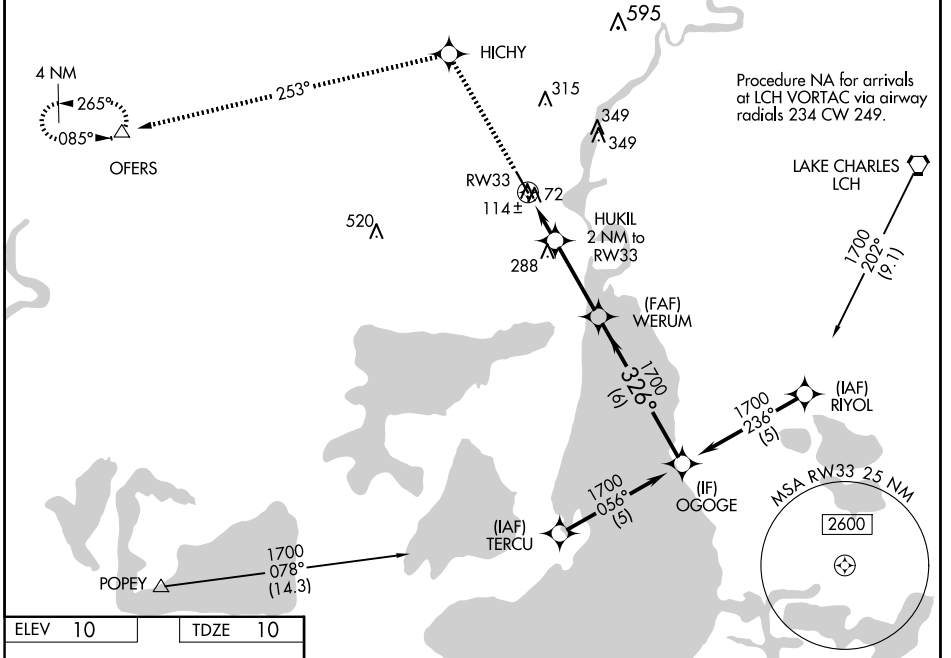 595
HICHY
4 NM
265°
085°
OFERS
253°
315
349
349
Procedure NA for arrivals
at LCH VORTAC via airway
radials 234 CW 249.
LAKE CHARLES
LCH
RW33
72
114±
520
HUKIL
2 NM to
RW33
288
1700
202°
(9.1)
(FAF)
WERUM
1700
326°
(6)
(IAF)
RIYOL
1700
236°
(5)
(IF)
OGOGE
1700
056°
(5)
(IAF)
TERCU
MSA RW33 25 NM
2600
POPEY
1700
078°
(14.3)
ELEV 10
TDZE 10